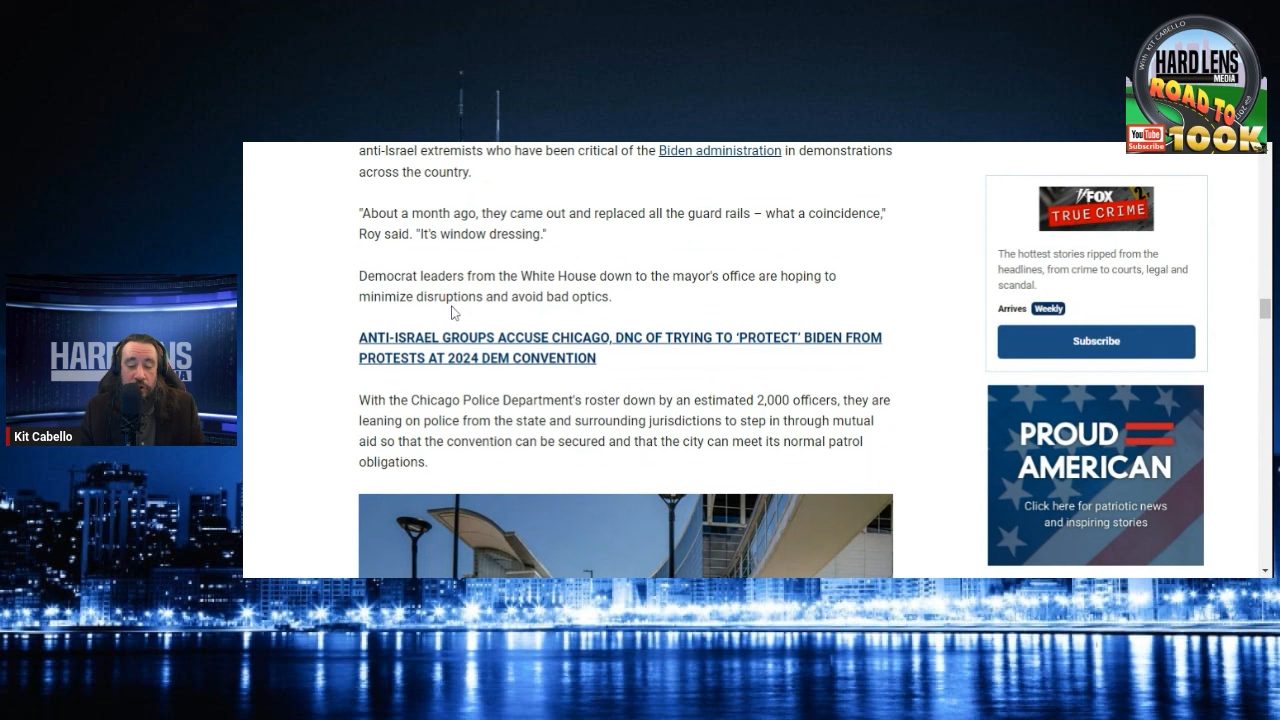 With KIT CABELLO
HARD LENS
MEDIA
ROAD TO
100K
YouTube
Subscribe
anti-Israel extremists who have been critical of the Biden administration in demonstrations
across the country.
"About a month ago, they came out and replaced all the guard rails – what a coincidence,"
Roy said. "It's window dressing."
Democrat leaders from the White House down to the mayor's office are hoping to
minimize disruptions and avoid bad optics.
ANTI-ISRAEL GROUPS ACCUSE CHICAGO, DNC OF TRYING TO ‘PROTECT’ BIDEN FROM
PROTESTS AT 2024 DEM CONVENTION
With the Chicago Police Department's roster down by an estimated 2,000 officers, they are
leaning on police from the state and surrounding jurisdictions to step in through mutual
aid so that the convention can be secured and that the city can meet its normal patrol
obligations.
FOX
TRUE CRIME
The hottest stories ripped from the
headlines, from crime to courts, legal and
scandal.
Arrives Weekly
Subscribe
PROUD
AMERICAN
Click here for patriotic news
and inspiring stories
Kit Cabello